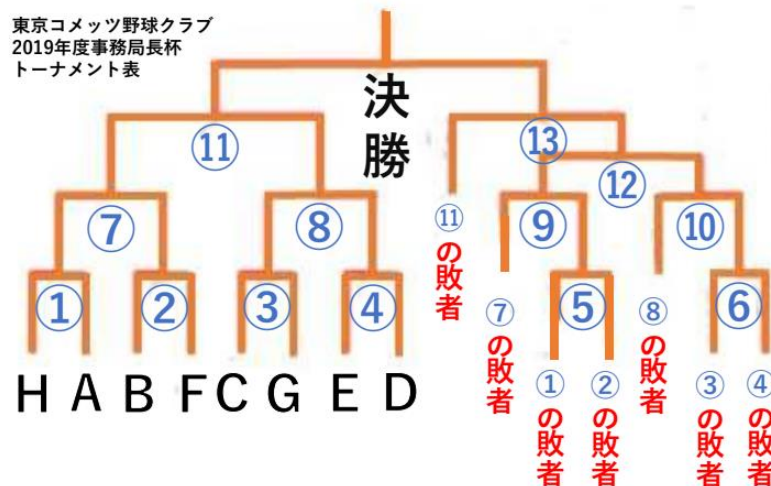 東京コメッツ野球クラブ
2019年度事務局長杯
トーナメント表
決勝
⑪
⑬
⑫
⑦
⑧
⑪の敗者
⑨
⑩
①
②
③
④
⑦の敗者
⑤
⑧の敗者
⑥
H A B F C G E D
①の敗者
②の敗者
③の敗者
④の敗者